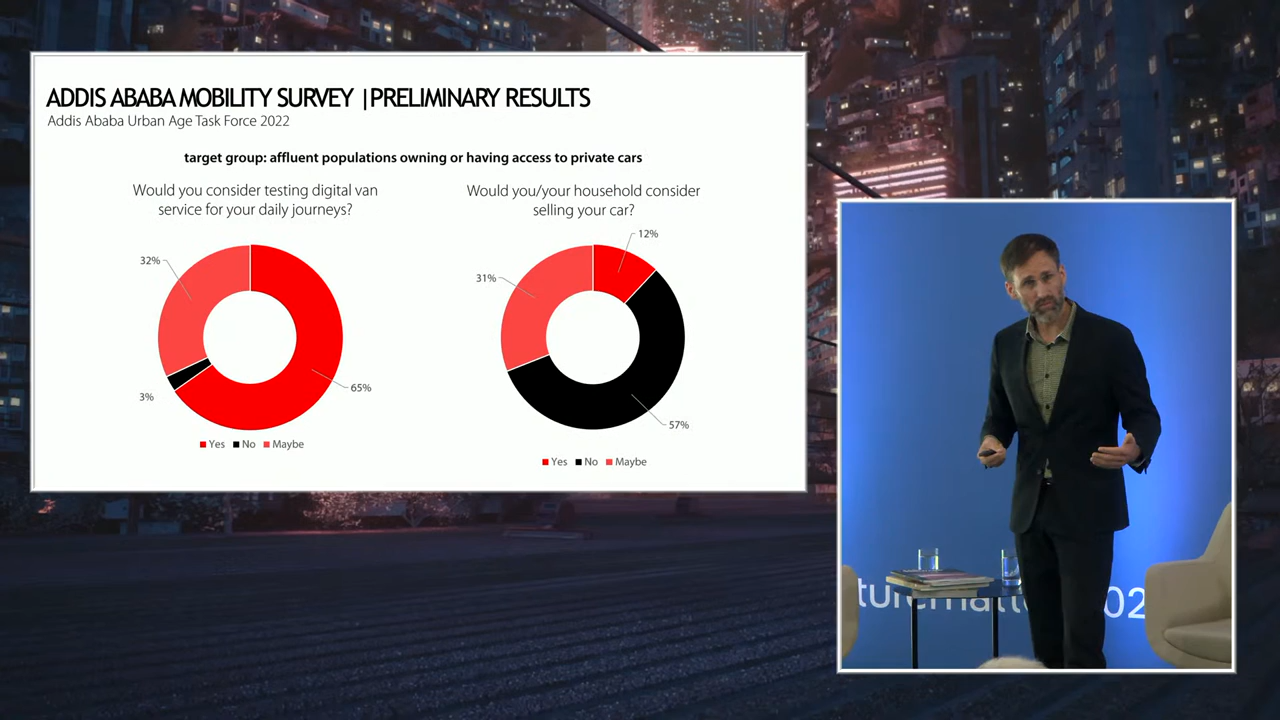 ADDIS ABABA MOBILITY SURVEY | PRELIMINARY RESULTS
Addis Ababa Urban Age Task Force 2022
target group: affluent populations owning or having access to private cars
Would you consider testing digital van
service for your daily journeys?
32%
3%
65%
Yes No Maybe
Would you/your household consider
selling your car?
12%
31%
57%
Yes No Maybe